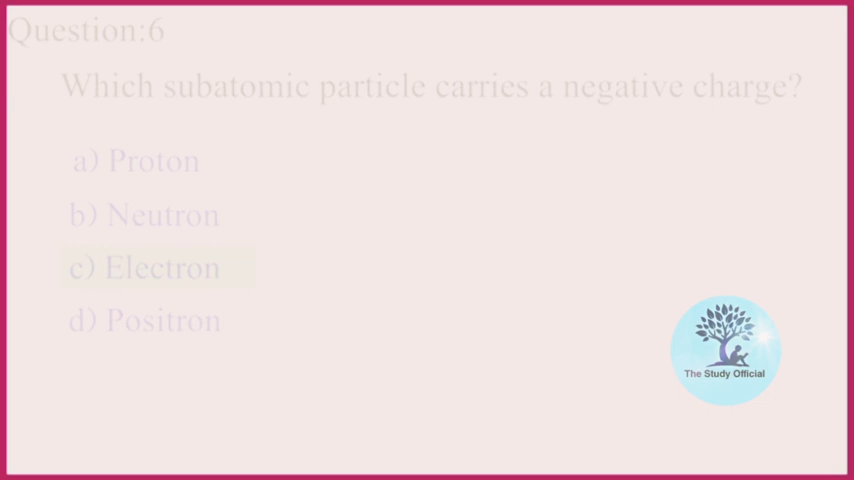 Question:6
Which subatomic particle carries a negative charge?
a) Proton
b) Neutron
c) Electron
d) Positron
The Study Official